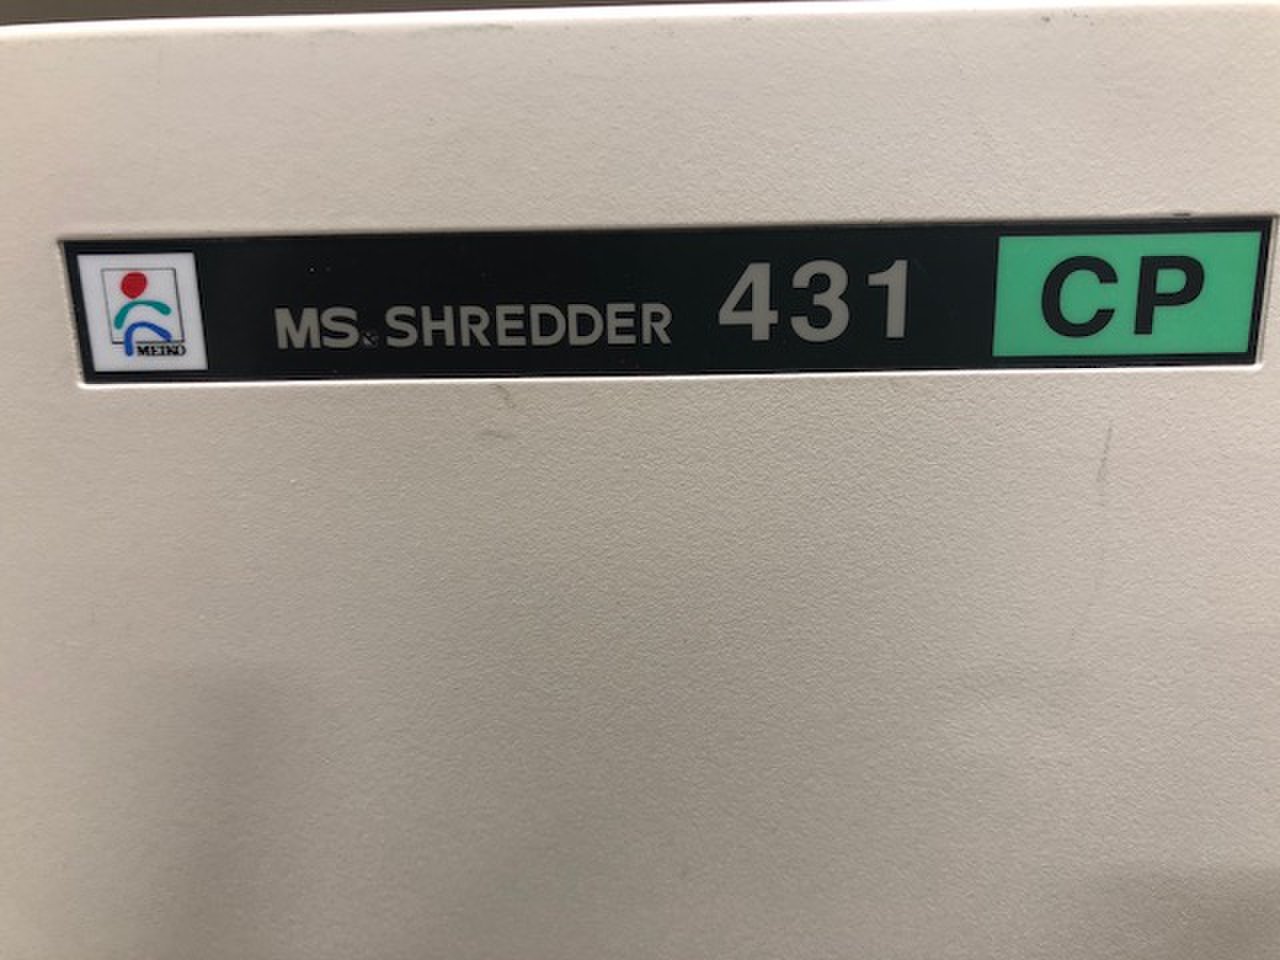 MEIKO
MS. SHREDDER 431 CP